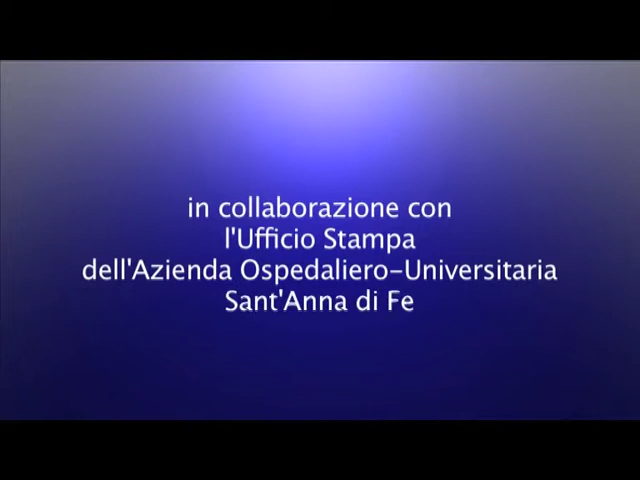 in collaborazione con
l'Ufficio Stampa
dell'Azienda Ospedaliero-Universitaria
Sant'Anna di Fe